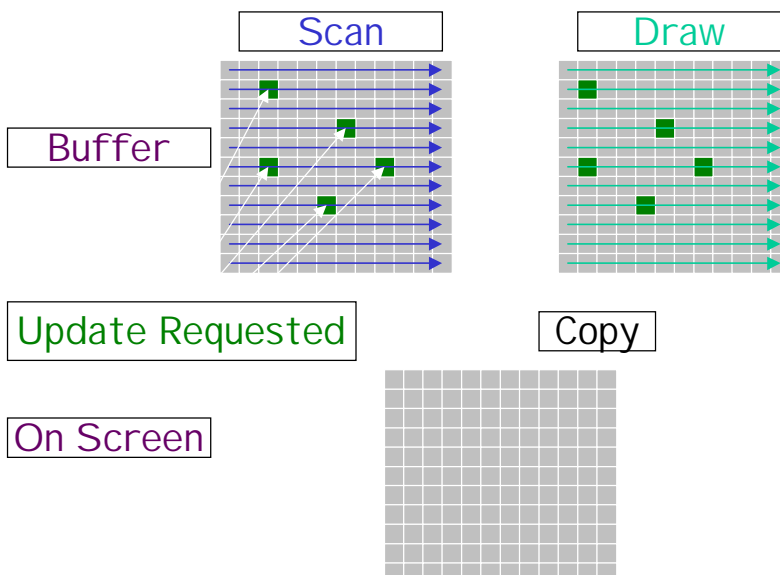 Scan
Draw
Buffer
Update Requested
Copy
On Screen